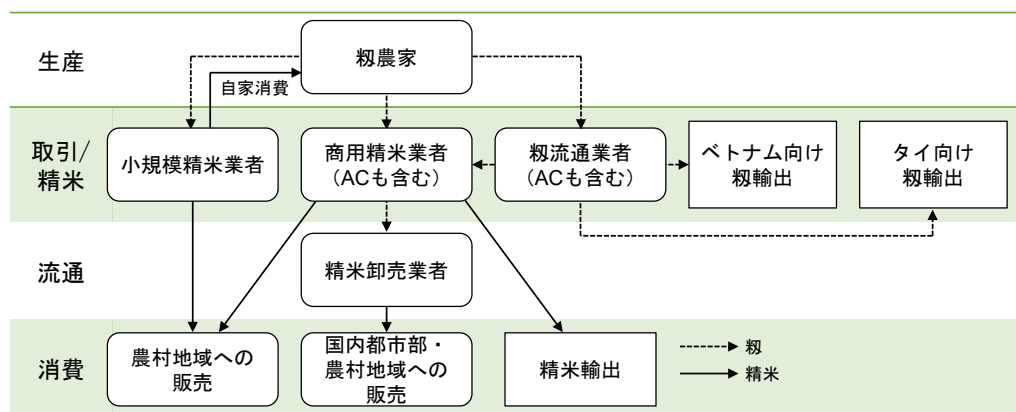 生産
籾農家
自家消費
取引/
精米
小規模精米業者
商用精米業者
（ACも含む）
籾流通業者
（ACも含む）
ベトナム向け
籾輸出
タイ向け
籾輸出
流通
精米卸売業者
消費
農村地域への
販売
国内都市部・
農村地域への
販売
精米輸出
籾
精米